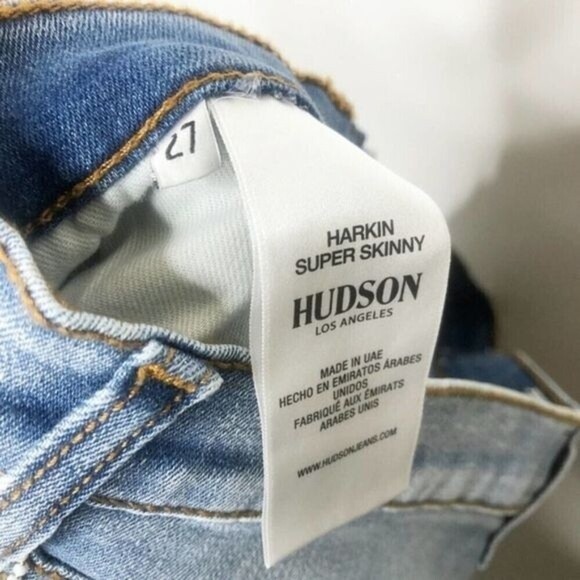 27
HARKIN
SUPER SKINNY
HUDSON
LOS ANGELES
MADE IN UAE
HECHO EN EMIRATOS ÁRABES
UNIDOS
FABRIQUÉ AUX ÉMIRATS
ARABES UNIS
WWW.HUDSONJEANS.COM